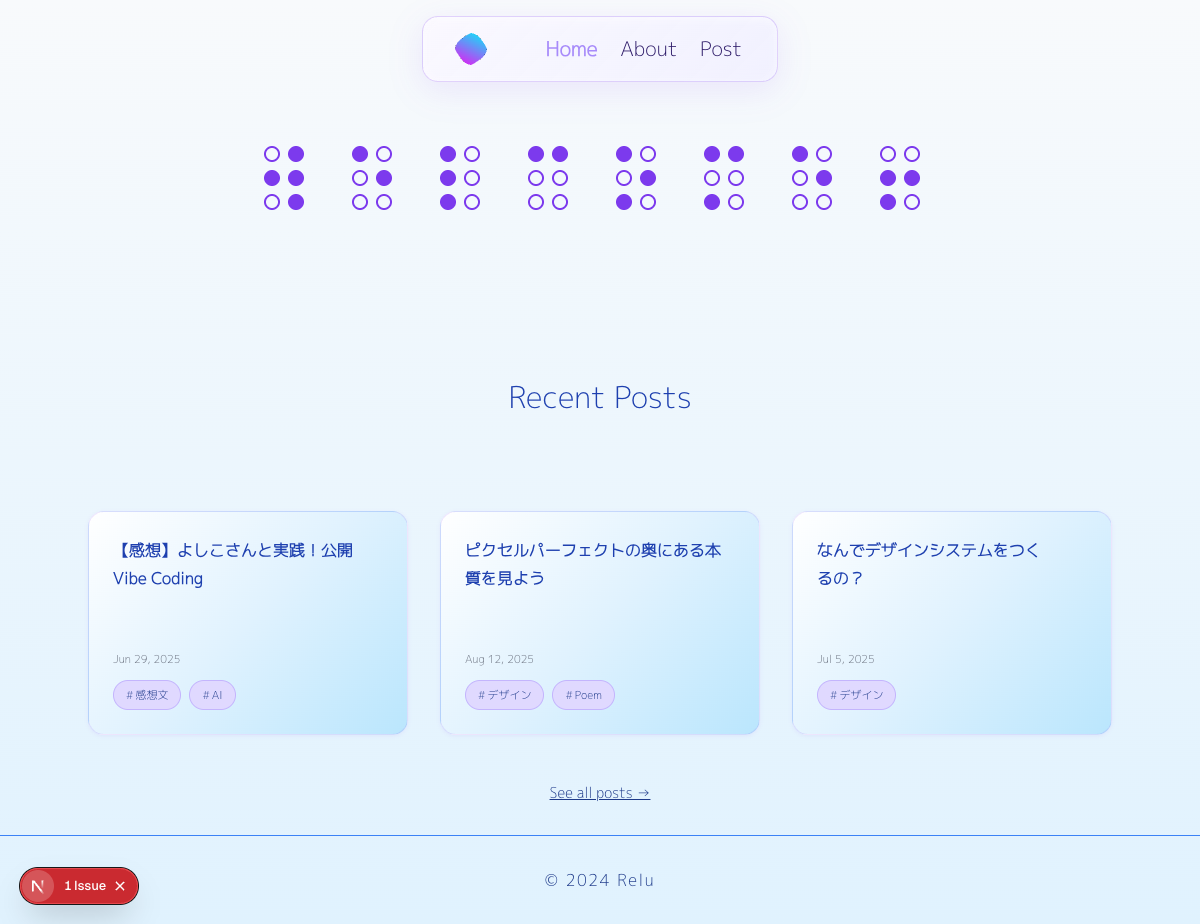 Home About Post
⠺⠑⠇⠉⠕⠍⠑⠖
Recent Posts
【感想】よしこさんと実践！公開
Vibe Coding
Jun 29, 2025
# 感想文 # AI
ピクセルパーフェクトの奥にある本
質を見よう
Aug 12, 2025
# デザイン # Poem
なんでデザインシステムをつく
るの？
Jul 5, 2025
# デザイン
See all posts →
© 2024 Relu
N 1 Issue ×